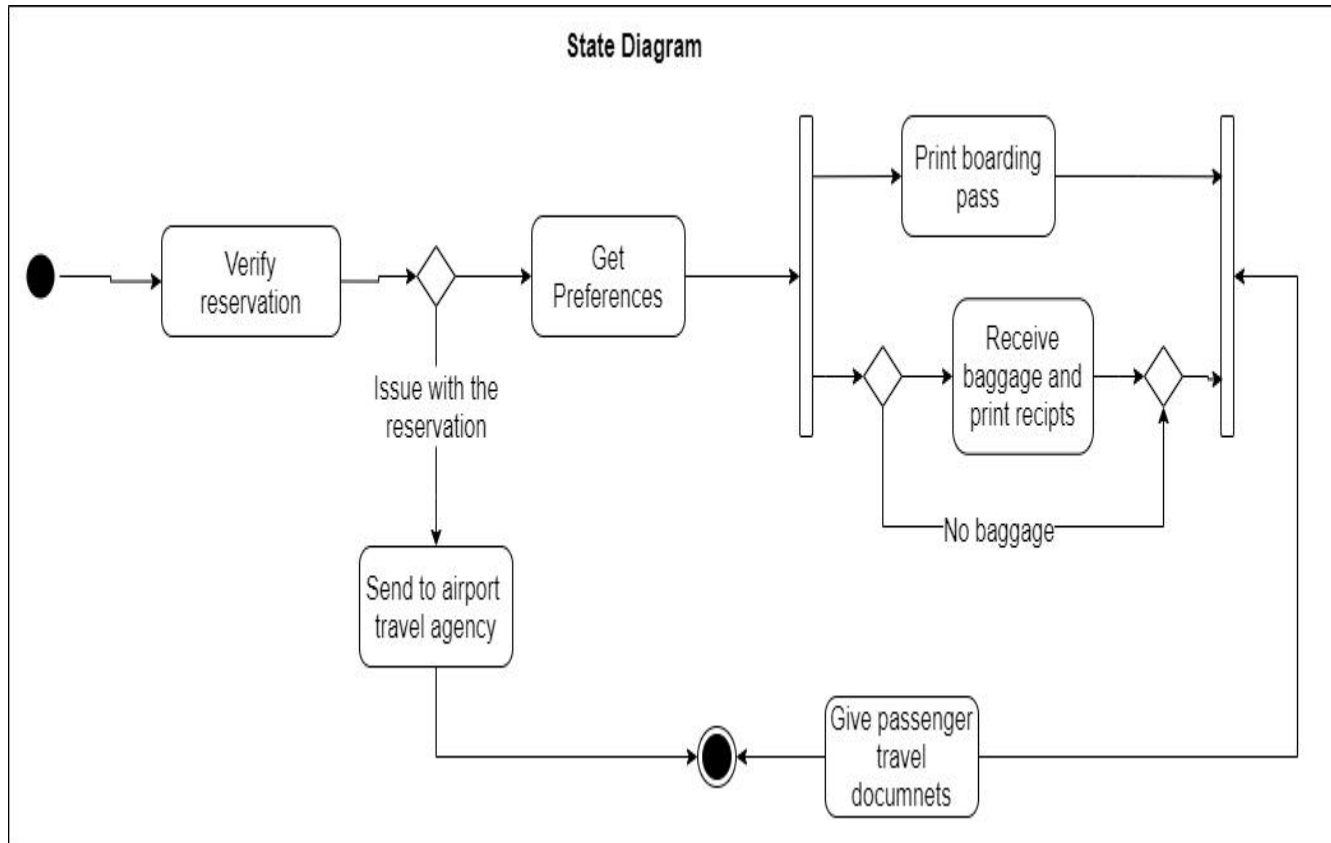 State Diagram
Print boarding
pass
Verify
reservation
Get
Preferences
Receive
baggage and
print recipts
Issue with the
reservation
No baggage
Send to airport
travel agency
Give passenger
travel
documnets